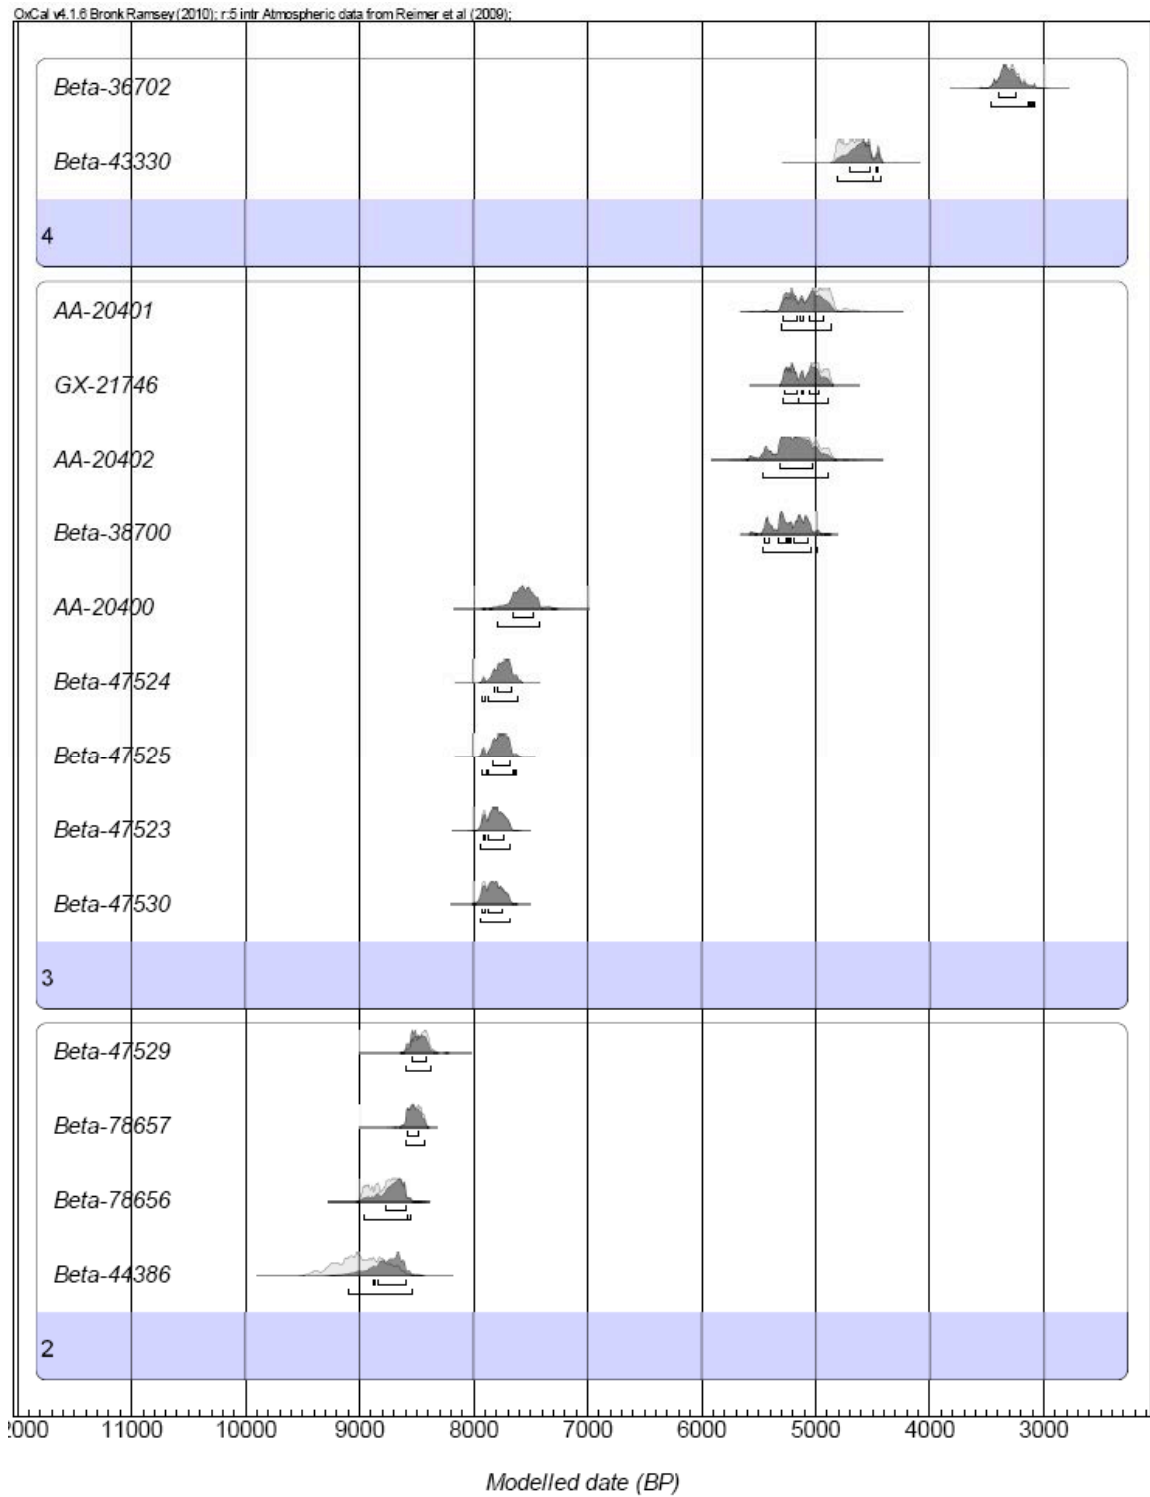 OxCal v4.1.6 Bronk Ramsey (2010); r:5 intr Atmospheric data from Reimer et al (2009);
Beta-36702
Beta-43330
4
AA-20401
GX-21746
AA-20402
Beta-38700
AA-20400
Beta-47524
Beta-47525
Beta-47523
Beta-47530
3
Beta-47529
Beta-78657
Beta-78656
Beta-44386
2
2000 11000 10000 9000 8000 7000 6000 5000 4000 3000
Modelled date (BP)